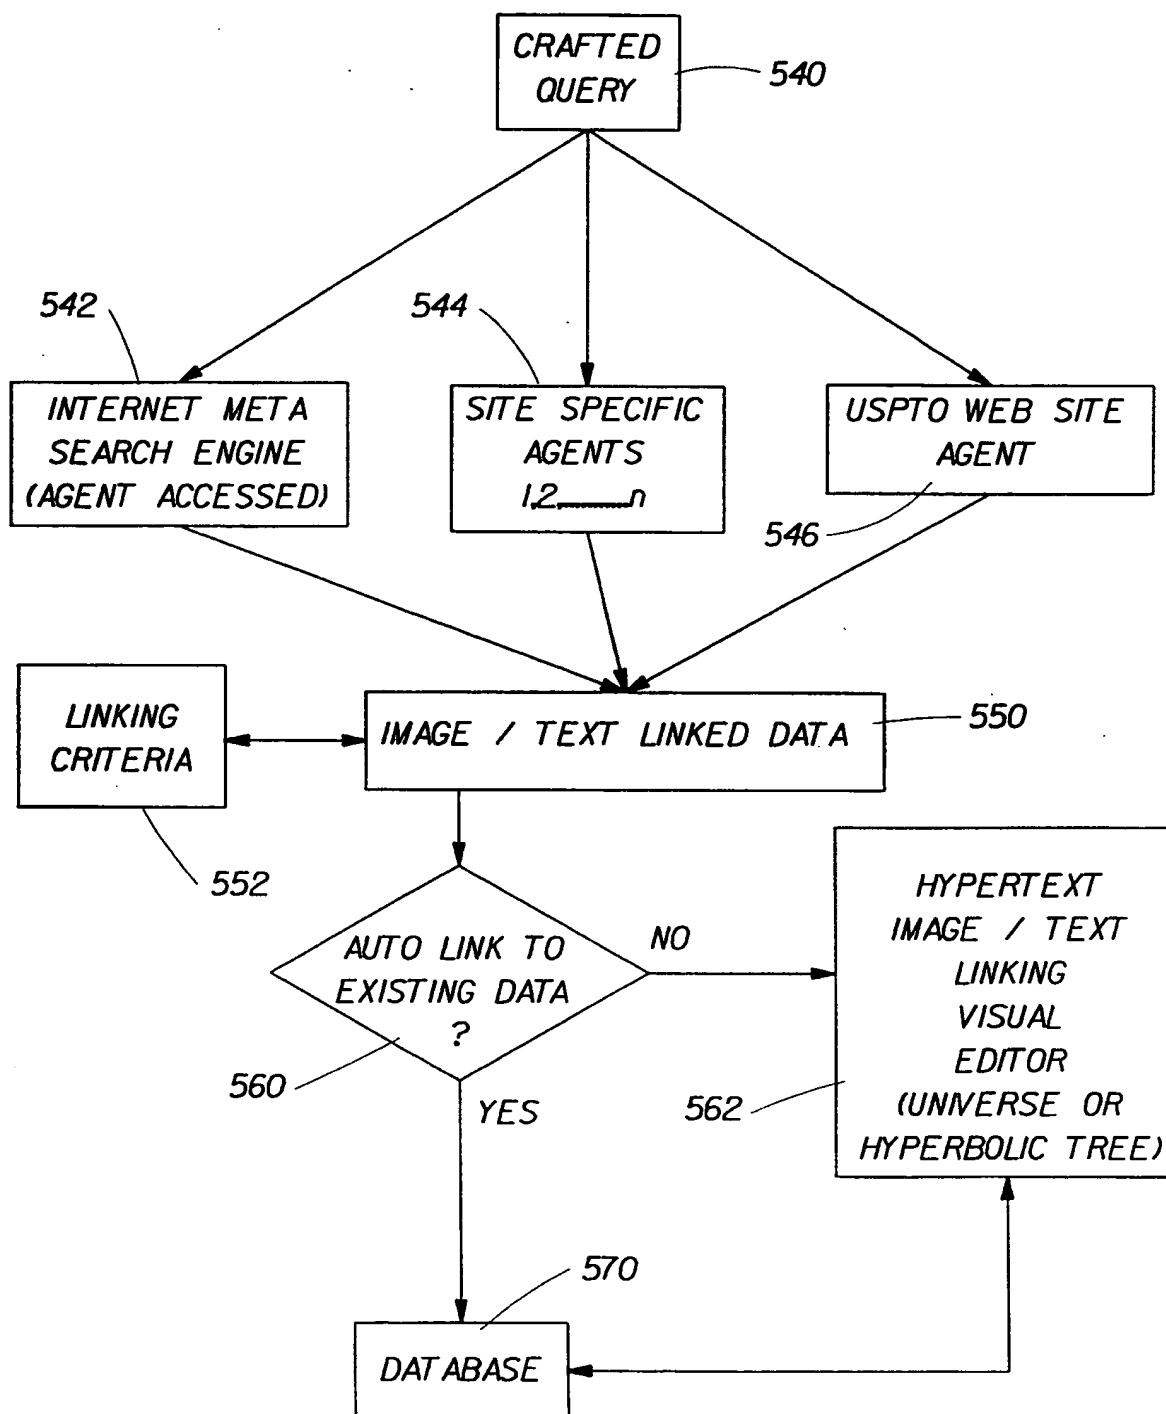 CRAFTED
QUERY
540
542
544
INTERNET META
SEARCH ENGINE
(AGENT ACCESSED)
SITE SPECIFIC
AGENTS
1,2........n
USPTO WEB SITE
AGENT
546
LINKING
CRITERIA
552
IMAGE / TEXT LINKED DATA
550
AUTO LINK TO
EXISTING DATA
?
560
NO
YES
HYPERTEXT
IMAGE / TEXT
LINKING
VISUAL
EDITOR
(UNIVERSE OR
HYPERBOLIC TREE)
562
570
DATABASE